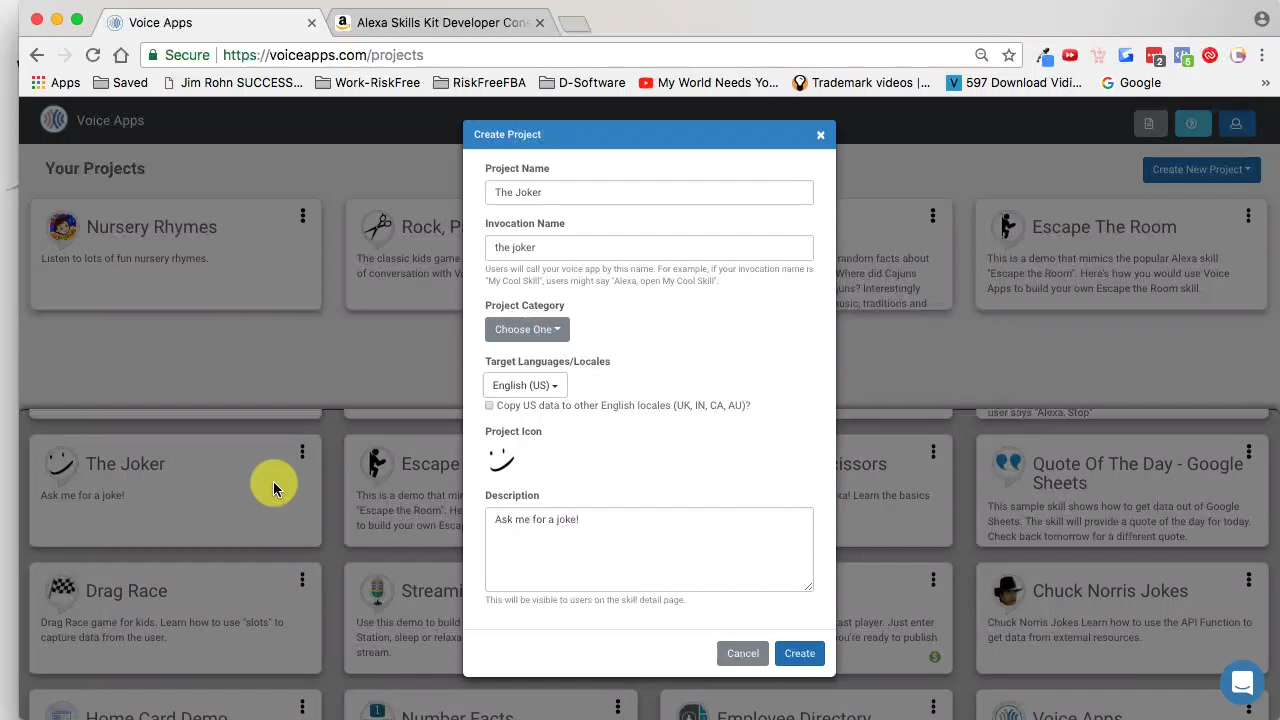 Voice Apps
Alexa Skills Kit Developer Cons
Secure https://voiceapps.com/projects
Apps Saved Jim Rohn SUCCESS... Work-RiskFree RiskFreeFBA D-Software My World Needs Yo... Trademark videos |... 597 Download Vidi... Google »
2 5
Voice Apps
Create Project ×
Your Projects
Create New Project
Project Name
The Joker
Nursery Rhymes
Listen to lots of fun nursery rhymes.
Rock, P
The classic kids game
of conversation with V
random facts about
Where did Cajuns
uns? Interestingly
usic, traditions and
Escape The Room
This is a demo that mimics the popular Alexa skill
"Escape the Room". Here's how you would use Voice
Apps to build your own Escape the Room skill.
Invocation Name
the joker
Users will call your voice app by this name. For example, if your invocation name is
"My Cool Skill", users might say "Alexa, open My Cool Skill".
Project Category
Choose One
Target Languages/Locales
English (US)
Copy US data to other English locales (UK, IN, CA, AU)?
user says "Alexa, Stop"
Project Icon
Description
Ask me for a joke!
This will be visible to users on the skill detail page.
Cancel Create
The Joker
Ask me for a joke!
Escape
This is a demo that mim
"Escape the Room". He
to build your own Escap
cissors
xa! Learn the basics
Quote Of The Day - Google
Sheets
This sample skill shows how to get data out of Google
Sheets. The skill will provide a quote of the day for today.
Check back tomorrow for a different quote.
Drag Race
Drag Race game for kids. Learn how to use "slots" to
capture data from the user.
Streami
Use this demo to build
Station, sleep or relaxa
stream.
last player. Just enter
you're ready to publish
Chuck Norris Jokes
Chuck Norris Jokes Learn how to use the API Function to
get data from external resources.
Home Card Demo
1
Number Facts
Employee Directory
Voice Apps